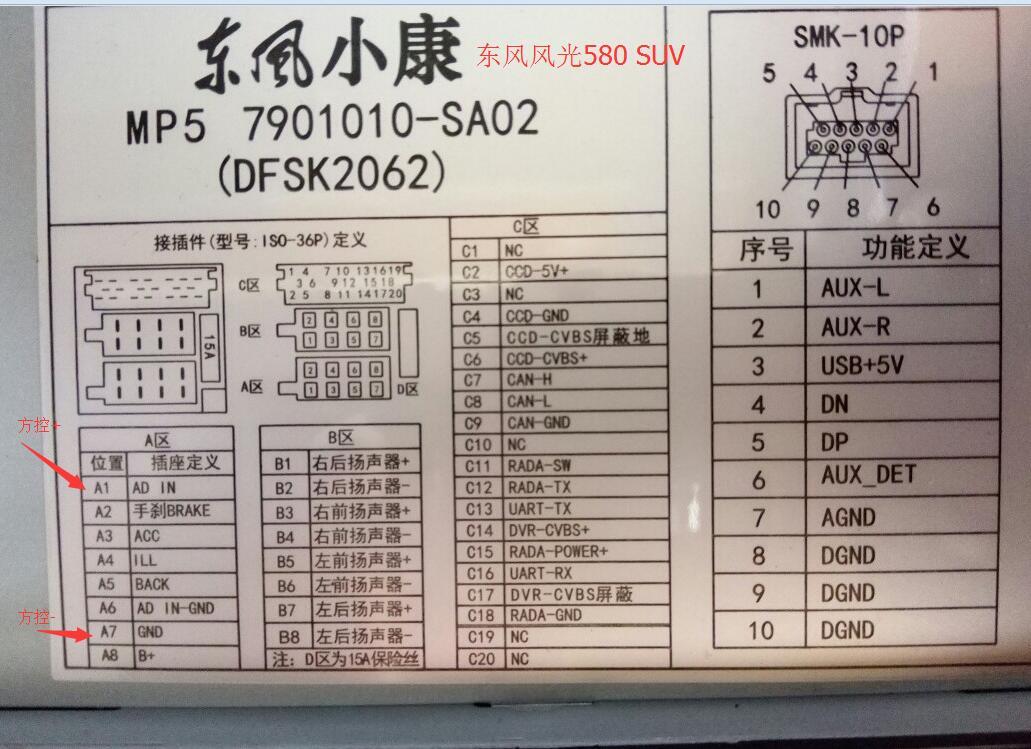 东风小康
东风风光580 SUV
MP5 7901010-SA02
(DFSK2062)
接插件(型号:ISO-36P)定义
15A
C区
1 4 7 10 13 16 19
3 6 9 12 15 18
2 5 8 11 14 17 20
B区
2 4 6 8
1 3 5 7
A区
2 4 6 8
1 3 5 7
D区
方控+
方控-
A区
位置 插座定义
A1 AD IN
A2 手刹BRAKE
A3 ACC
A4 ILL
A5 BACK
A6 AD IN-GND
A7 GND
A8 B+
B区
B1 右后扬声器+
B2 右后扬声器-
B3 右前扬声器+
B4 右前扬声器-
B5 左前扬声器+
B6 左前扬声器-
B7 左后扬声器+
B8 左后扬声器-
注: D区为15A保险丝
C区
C1 NC
C2 CCD-5V+
C3 NC
C4 CCD-GND
C5 CCD-CVBS屏蔽地
C6 CCD-CVBS+
C7 CAN-H
C8 CAN-L
C9 CAN-GND
C10 NC
C11 RADA-SW
C12 RADA-TX
C13 UART-TX
C14 DVR-CVBS+
C15 RADA-POWER+
C16 UART-RX
C17 DVR-CVBS屏蔽
C18 RADA-GND
C19 NC
C20 NC
SMK-10P
5 4 3 2 1
10 9 8 7 6
序号 功能定义
1 AUX-L
2 AUX-R
3 USB+5V
4 DN
5 DP
6 AUX_DET
7 AGND
8 DGND
9 DGND
10 DGND